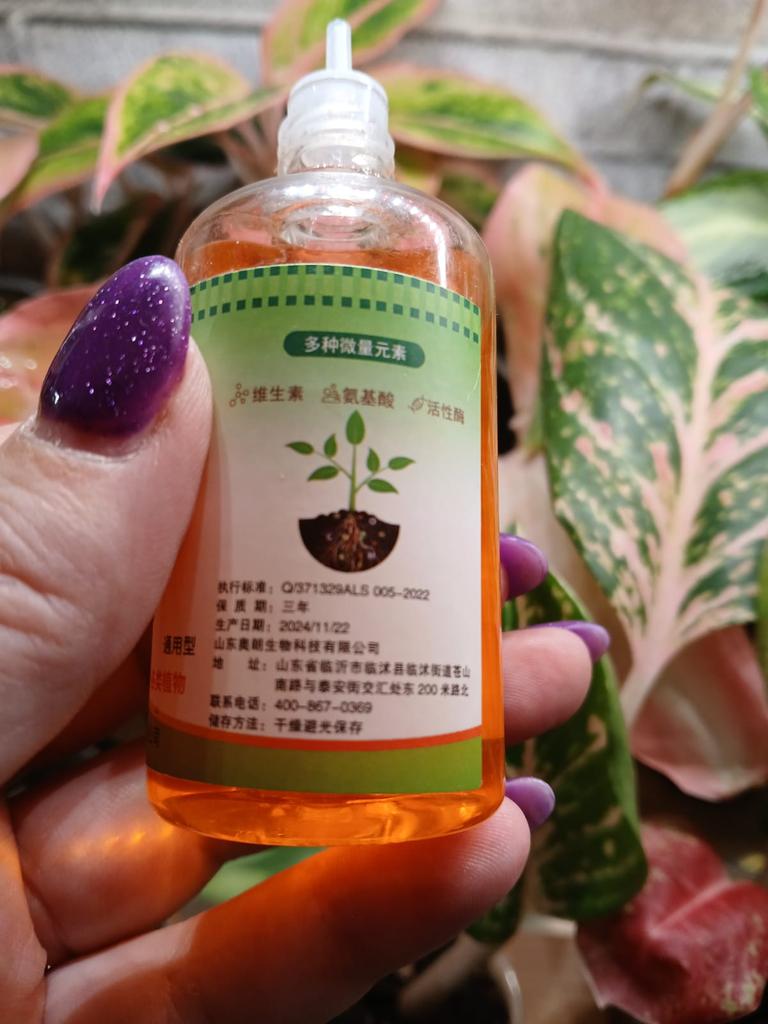 多种微量元素
维生素 氨基酸 活性酶
执行标准：Q/371329ALS 005-2022
保 质 期：三年
生产日期：2024/11/22
山东奥朗生物科技有限公司
地 址：山东省临沂市临沭县临沭街道苍山
南路与泰安街交汇处东 200 米路北
联系电话：400-867-0369
储存方法：干燥避光保存
通用型
类植物